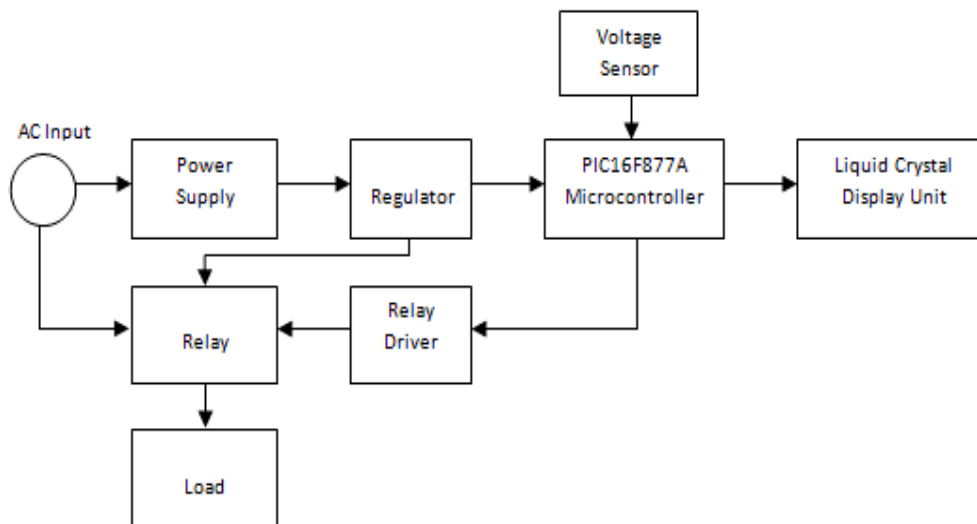 Voltage
Sensor
AC Input
Power
Supply
Regulator
PIC16F877A
Microcontroller
Liquid Crystal
Display Unit
Relay
Relay
Driver
Load